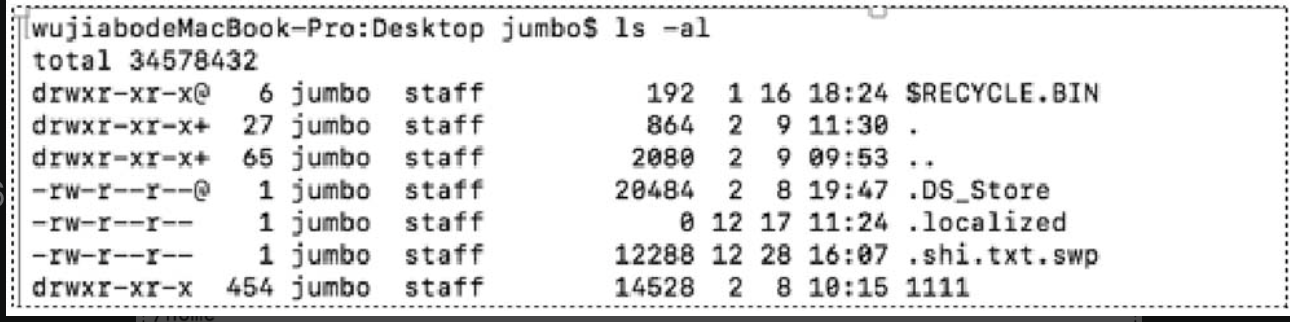 wujiabodeMacBook-Pro:Desktop jumbo$ ls -al
total 34578432
drwxr-xr-x@   6 jumbo  staff        192  1 16 18:24 $RECYCLE.BIN
drwxr-xr-x+  27 jumbo  staff        864  2  9 11:30 .
drwxr-xr-x+  65 jumbo  staff       2080  2  9 09:53 ..
-rw-r--r--@   1 jumbo  staff      20484  2  8 19:47 .DS_Store
-rw-r--r--    1 jumbo  staff          0 12 17 11:24 .localized
-rw-r--r--    1 jumbo  staff      12288 12 28 16:07 .shi.txt.swp
drwxr-xr-x  454 jumbo  staff      14528  2  8 10:15 1111